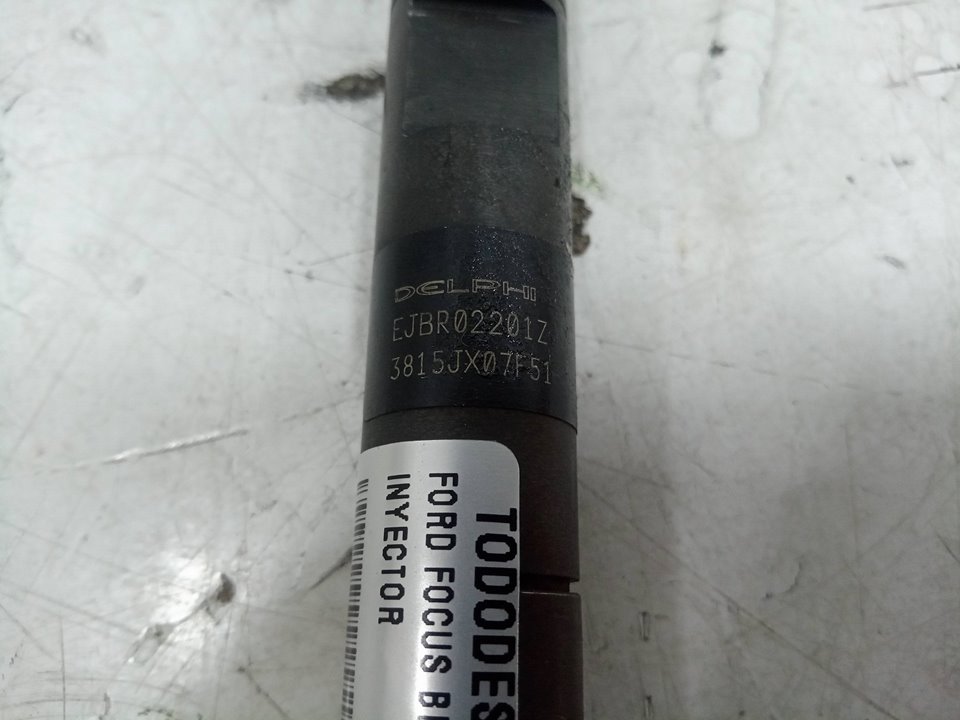 DELPHI
EJBR02201Z
3815JX07F51
TODODES
FORD FOCUS B
INYECTOR